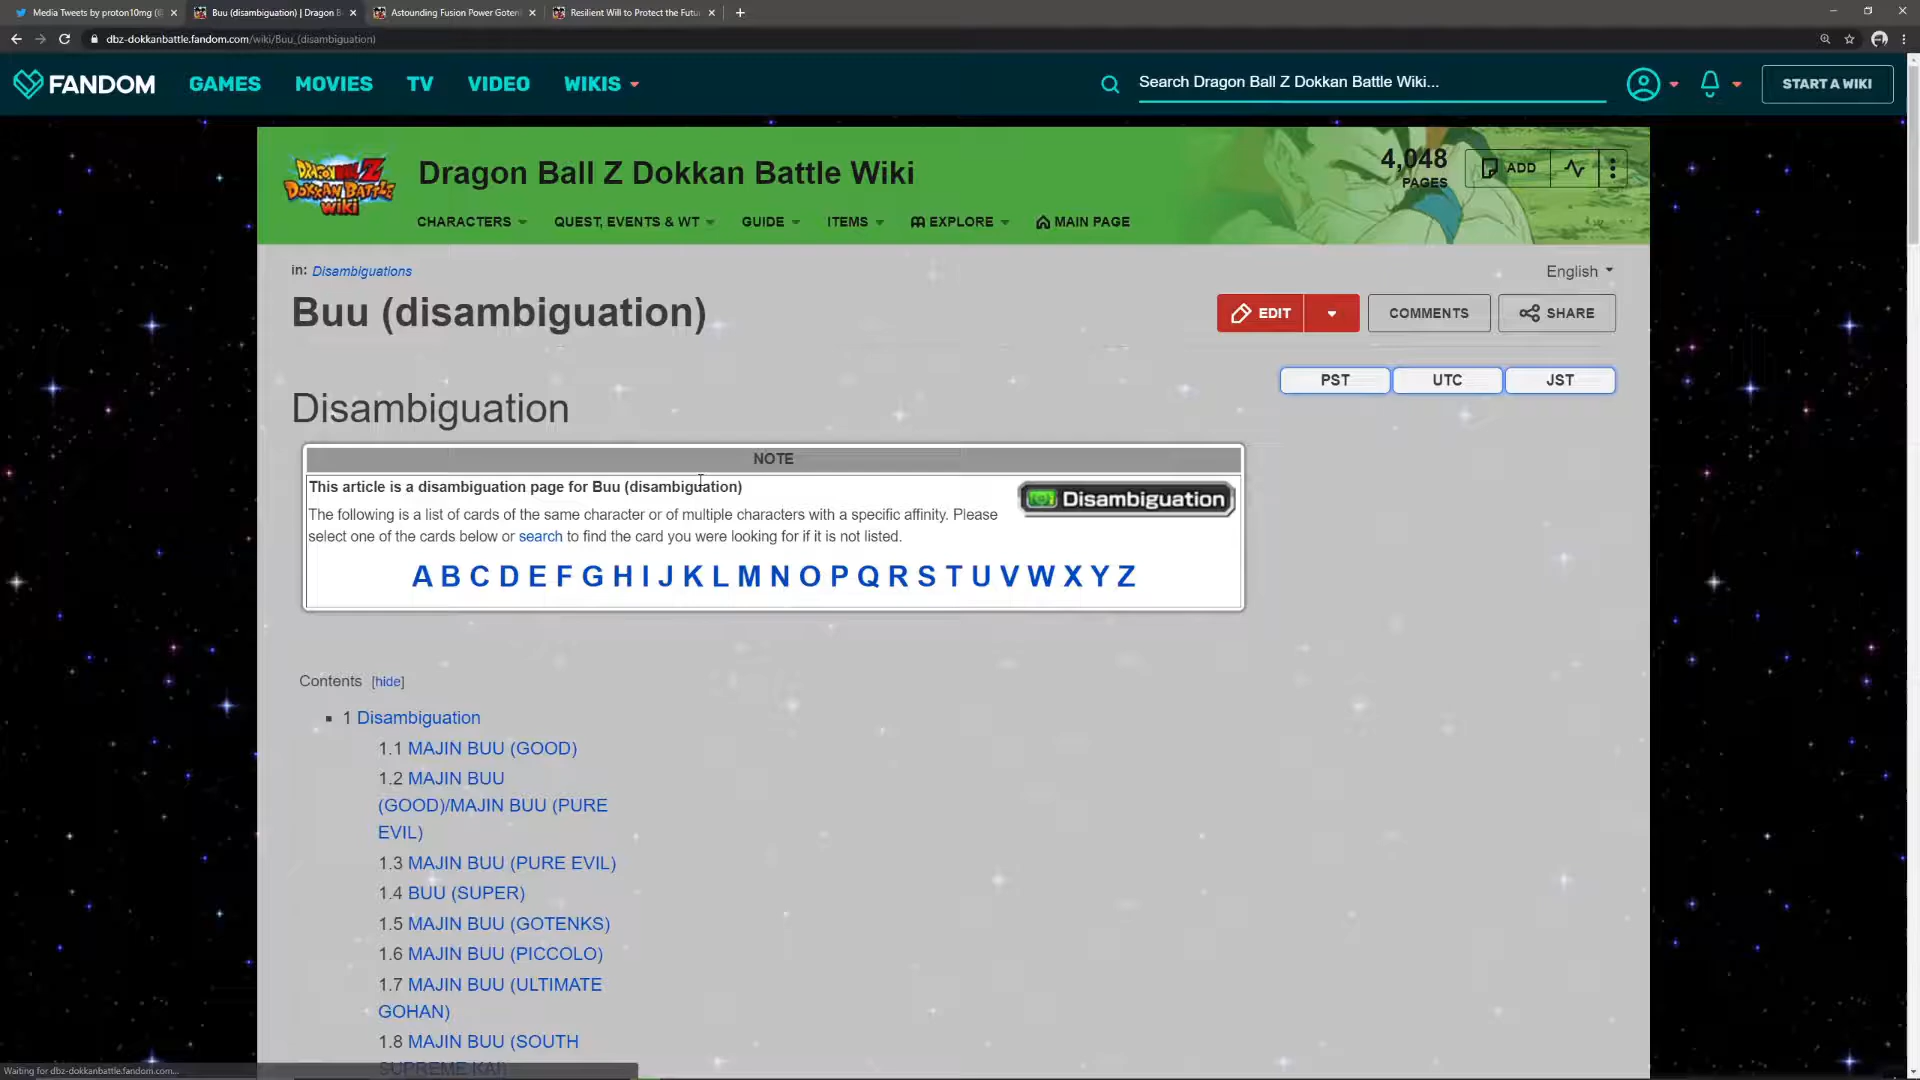 Media Tweets by proton10mg (
Buu (disambiguation) | Dragon B
Astounding Fusion Power Goten
Resilient Will to Protect the Futu
dbz-dokkanbattle.fandom.com/wiki/Buu_(disambiguation)
FANDOM
GAMES
MOVIES
TV
VIDEO
WIKIS
Search Dragon Ball Z Dokkan Battle Wiki...
START A WIKI
DRAGON BALL Z
DOKKAN BATTLE
WIKI
Dragon Ball Z Dokkan Battle Wiki
4,048
PAGES
ADD
CHARACTERS
QUEST, EVENTS & WT
GUIDE
ITEMS
EXPLORE
MAIN PAGE
in: Disambiguations
English
Buu (disambiguation)
EDIT
COMMENTS
SHARE
PST
UTC
JST
Disambiguation
NOTE
This article is a disambiguation page for Buu (disambiguation)
Disambiguation
The following is a list of cards of the same character or of multiple characters with a specific affinity. Please
select one of the cards below or search to find the card you were looking for if it is not listed.
A B C D E F G H I J K L M N O P Q R S T U V W X Y Z
Contents [hide]
1 Disambiguation
1.1 MAJIN BUU (GOOD)
1.2 MAJIN BUU
(GOOD)/MAJIN BUU (PURE
EVIL)
1.3 MAJIN BUU (PURE EVIL)
1.4 BUU (SUPER)
1.5 MAJIN BUU (GOTENKS)
1.6 MAJIN BUU (PICCOLO)
1.7 MAJIN BUU (ULTIMATE
GOHAN)
1.8 MAJIN BUU (SOUTH
SUPREME KAI)
Waiting for dbz-dokkanbattle.fandom.com...